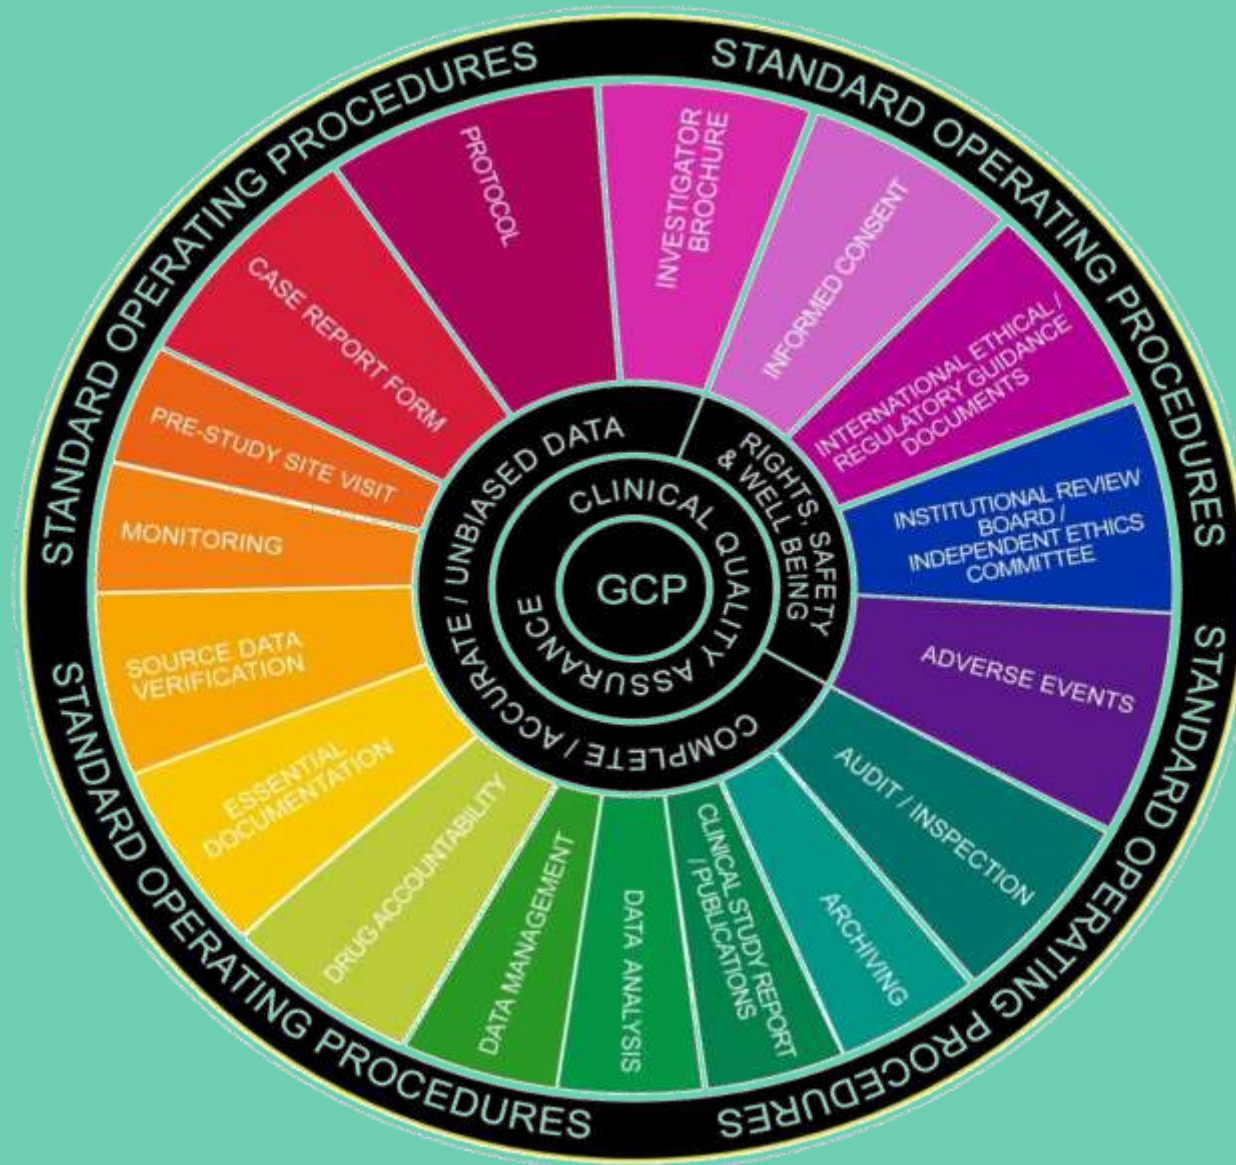 STANDARD OPERATING PROCEDURES
STANDARD OPERATING PROCEDURES
STANDARD OPERATING PROCEDURES
STANDARD OPERATING PROCEDURES
PROTOCOL
INVESTIGATOR
BROCHURE
INFORMED CONSENT
INTERNATIONAL ETHICAL /
REGULATORY GUIDANCE
DOCUMENTS
INSTITUTIONAL REVIEW
BOARD /
INDEPENDENT ETHICS
COMMITTEE
ADVERSE EVENTS
AUDIT / INSPECTION
ARCHIVING
CLINICAL STUDY REPORT
/ PUBLICATIONS
DATA ANALYSIS
DATA MANAGEMENT
DRUG ACCOUNTABILITY
ESSENTIAL
DOCUMENTATION
SOURCE DATA
VERIFICATION
MONITORING
PRE-STUDY SITE VISIT
CASE REPORT FORM
COMPLETE / ACCURATE / UNBIASED DATA
RIGHTS, SAFETY
& WELL BEING
CLINICAL QUALITY ASSURANCE
GCP